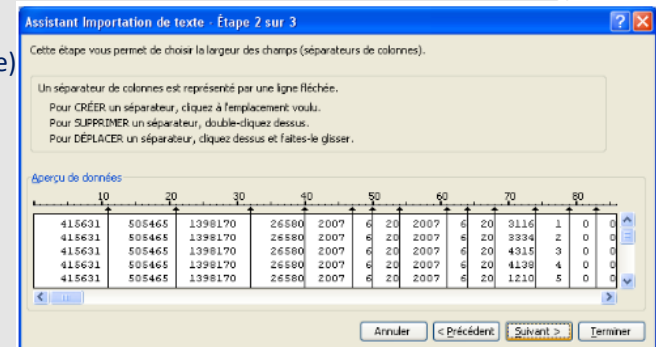 Assistant Importation de texte - Étape 2 sur 3
Cette étape vous permet de choisir la largeur des champs (séparateurs de colonnes).
e)
Un séparateur de colonnes est représenté par une ligne fléchée.
Pour CRÉER un séparateur, cliquez à l'emplacement voulu.
Pour SUPPRIMER un séparateur, double-cliquez dessus.
Pour DÉPLACER un séparateur, cliquez dessus et faites-le glisser.
Aperçu de données
10 20 30 40 50 60 70 80
415631 505465 1398170 26580 2007 6 20 2007 6 20 3116 1 0 0
415631 505465 1398170 26580 2007 6 20 2007 6 20 3334 2 0 0
415631 505465 1398170 26580 2007 6 20 2007 6 20 4315 3 0 0
415631 505465 1398170 26580 2007 6 20 2007 6 20 4138 4 0 0
415631 505465 1398170 26580 2007 6 20 2007 6 20 1210 5 0 0
Annuler < Précédent Suivant > Terminer